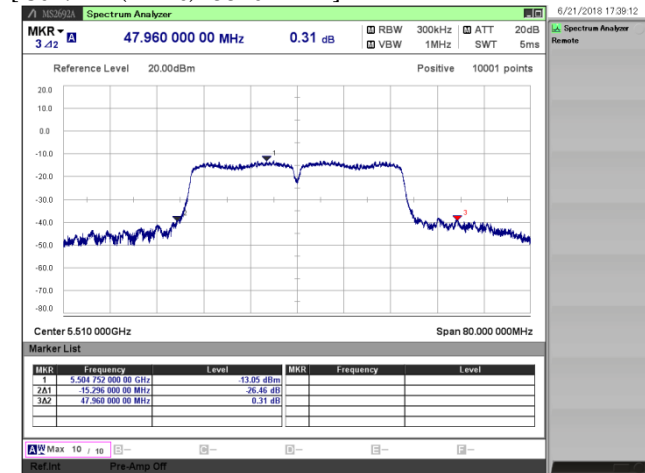 MS2692A Spectrum Analyzer
6/21/2018 17:39:12
MKR
3 Δ2 A 47.960 000 00 MHz 0.31 dB
M RBW 300kHz M ATT 20dB
M VBW 1MHz SWT 5ms
Spectrum Analyzer
Remote
Reference Level 20.00dBm Positive 10001 points
20.0
10.0
0.0
-10.0
-20.0
-30.0
-40.0
-50.0
-60.0
-70.0
-80.0
1
2
3
Center 5.510 000GHz Span 80.000 000MHz
Marker List
MKR Frequency Level MKR Frequency Level
1 5.504 752 000 00 GHz -13.05 dBm
2Δ1 -15.296 000 00 MHz -26.46 dB
3Δ2 47.960 000 00 MHz 0.31 dB
A W Max 10 / 10 B-- C-- D-- E-- F--
Ref.Int Pre-Amp Off